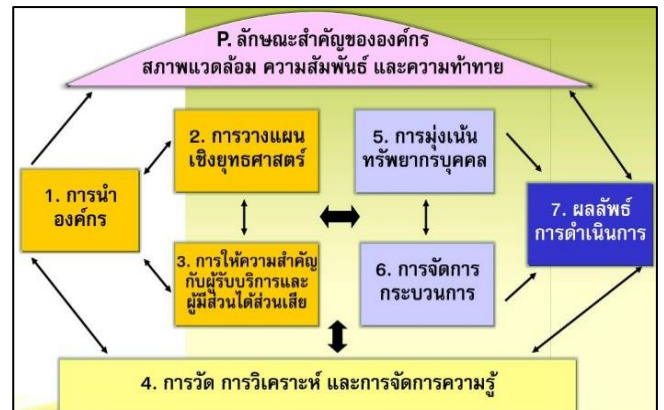 P. ลักษณะสำคัญขององค์กร
สภาพแวดล้อม ความสัมพันธ์ และความท้าทาย
2. การวางแผน
เชิงยุทธศาสตร์
5. การมุ่งเน้น
ทรัพยากรบุคคล
1. การนำ
องค์กร
7. ผลลัพธ์
การดำเนินการ
3. การให้ความสำคัญ
กับผู้รับบริการและ
ผู้มีส่วนได้ส่วนเสีย
6. การจัดการ
กระบวนการ
4. การวัด การวิเคราะห์ และการจัดการความรู้